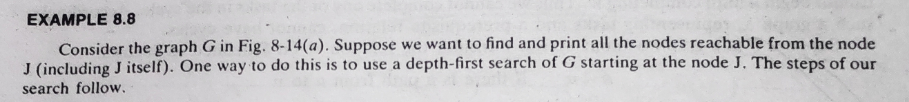 EXAMPLE 8.8
Consider the graph G in Fig. 8-14(a). Suppose we want to find and print all the nodes reachable from the node
J (including J itself). One way to do this is to use a depth-first search of G starting at the node J. The steps of our
search follow.